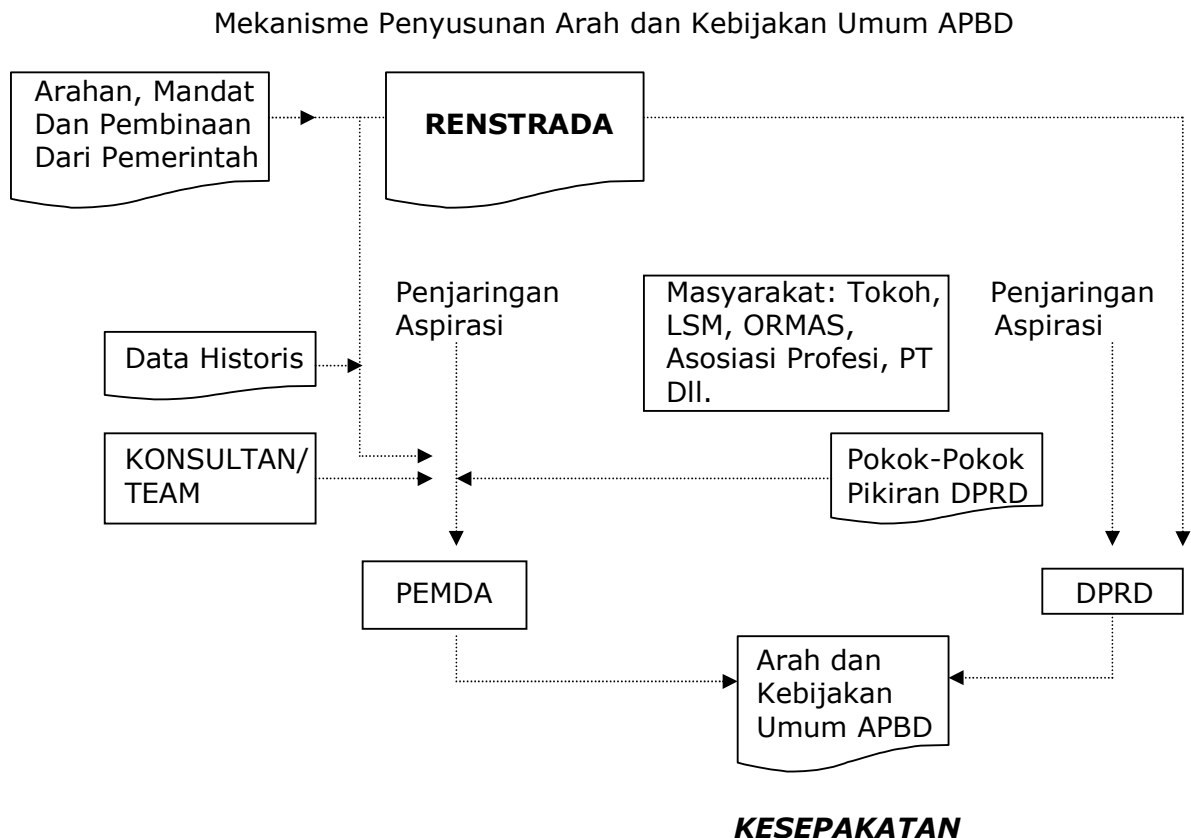 Mekanisme Penyusunan Arah dan Kebijakan Umum APBD
Arahan, Mandat
Dan Pembinaan
Dari Pemerintah
RENSTRADA
Penjaringan
Aspirasi
Masyarakat: Tokoh,
LSM, ORMAS,
Asosiasi Profesi, PT
Dll.
Penjaringan
Aspirasi
Data Historis
KONSULTAN/
TEAM
Pokok-Pokok
Pikiran DPRD
PEMDA
DPRD
Arah dan
Kebijakan
Umum APBD
KESEPAKATAN